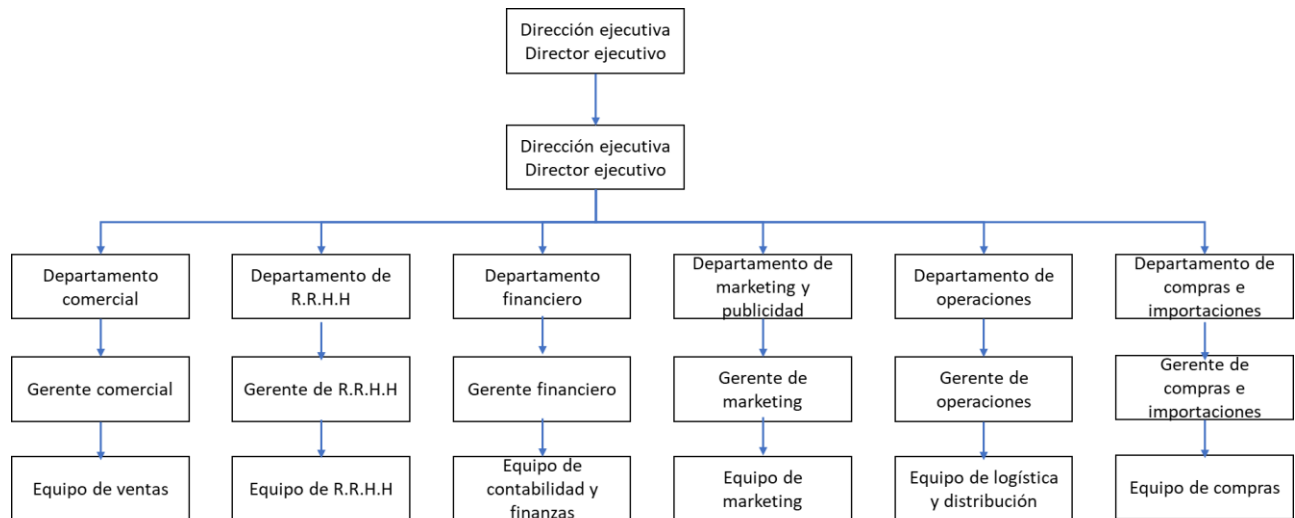 Dirección ejecutiva
Director ejecutivo
Dirección ejecutiva
Director ejecutivo
Departamento
comercial
Departamento de
R.R.H.H
Departamento
financiero
Departamento de
marketing y
publicidad
Departamento de
operaciones
Departamento de
compras e
importaciones
Gerente comercial
Gerente de R.R.H.H
Gerente financiero
Gerente de
marketing
Gerente de
operaciones
Gerente de
compras e
importaciones
Equipo de ventas
Equipo de R.R.H.H
Equipo de
contabilidad y
finanzas
Equipo de
marketing
Equipo de logística
y distribución
Equipo de compras